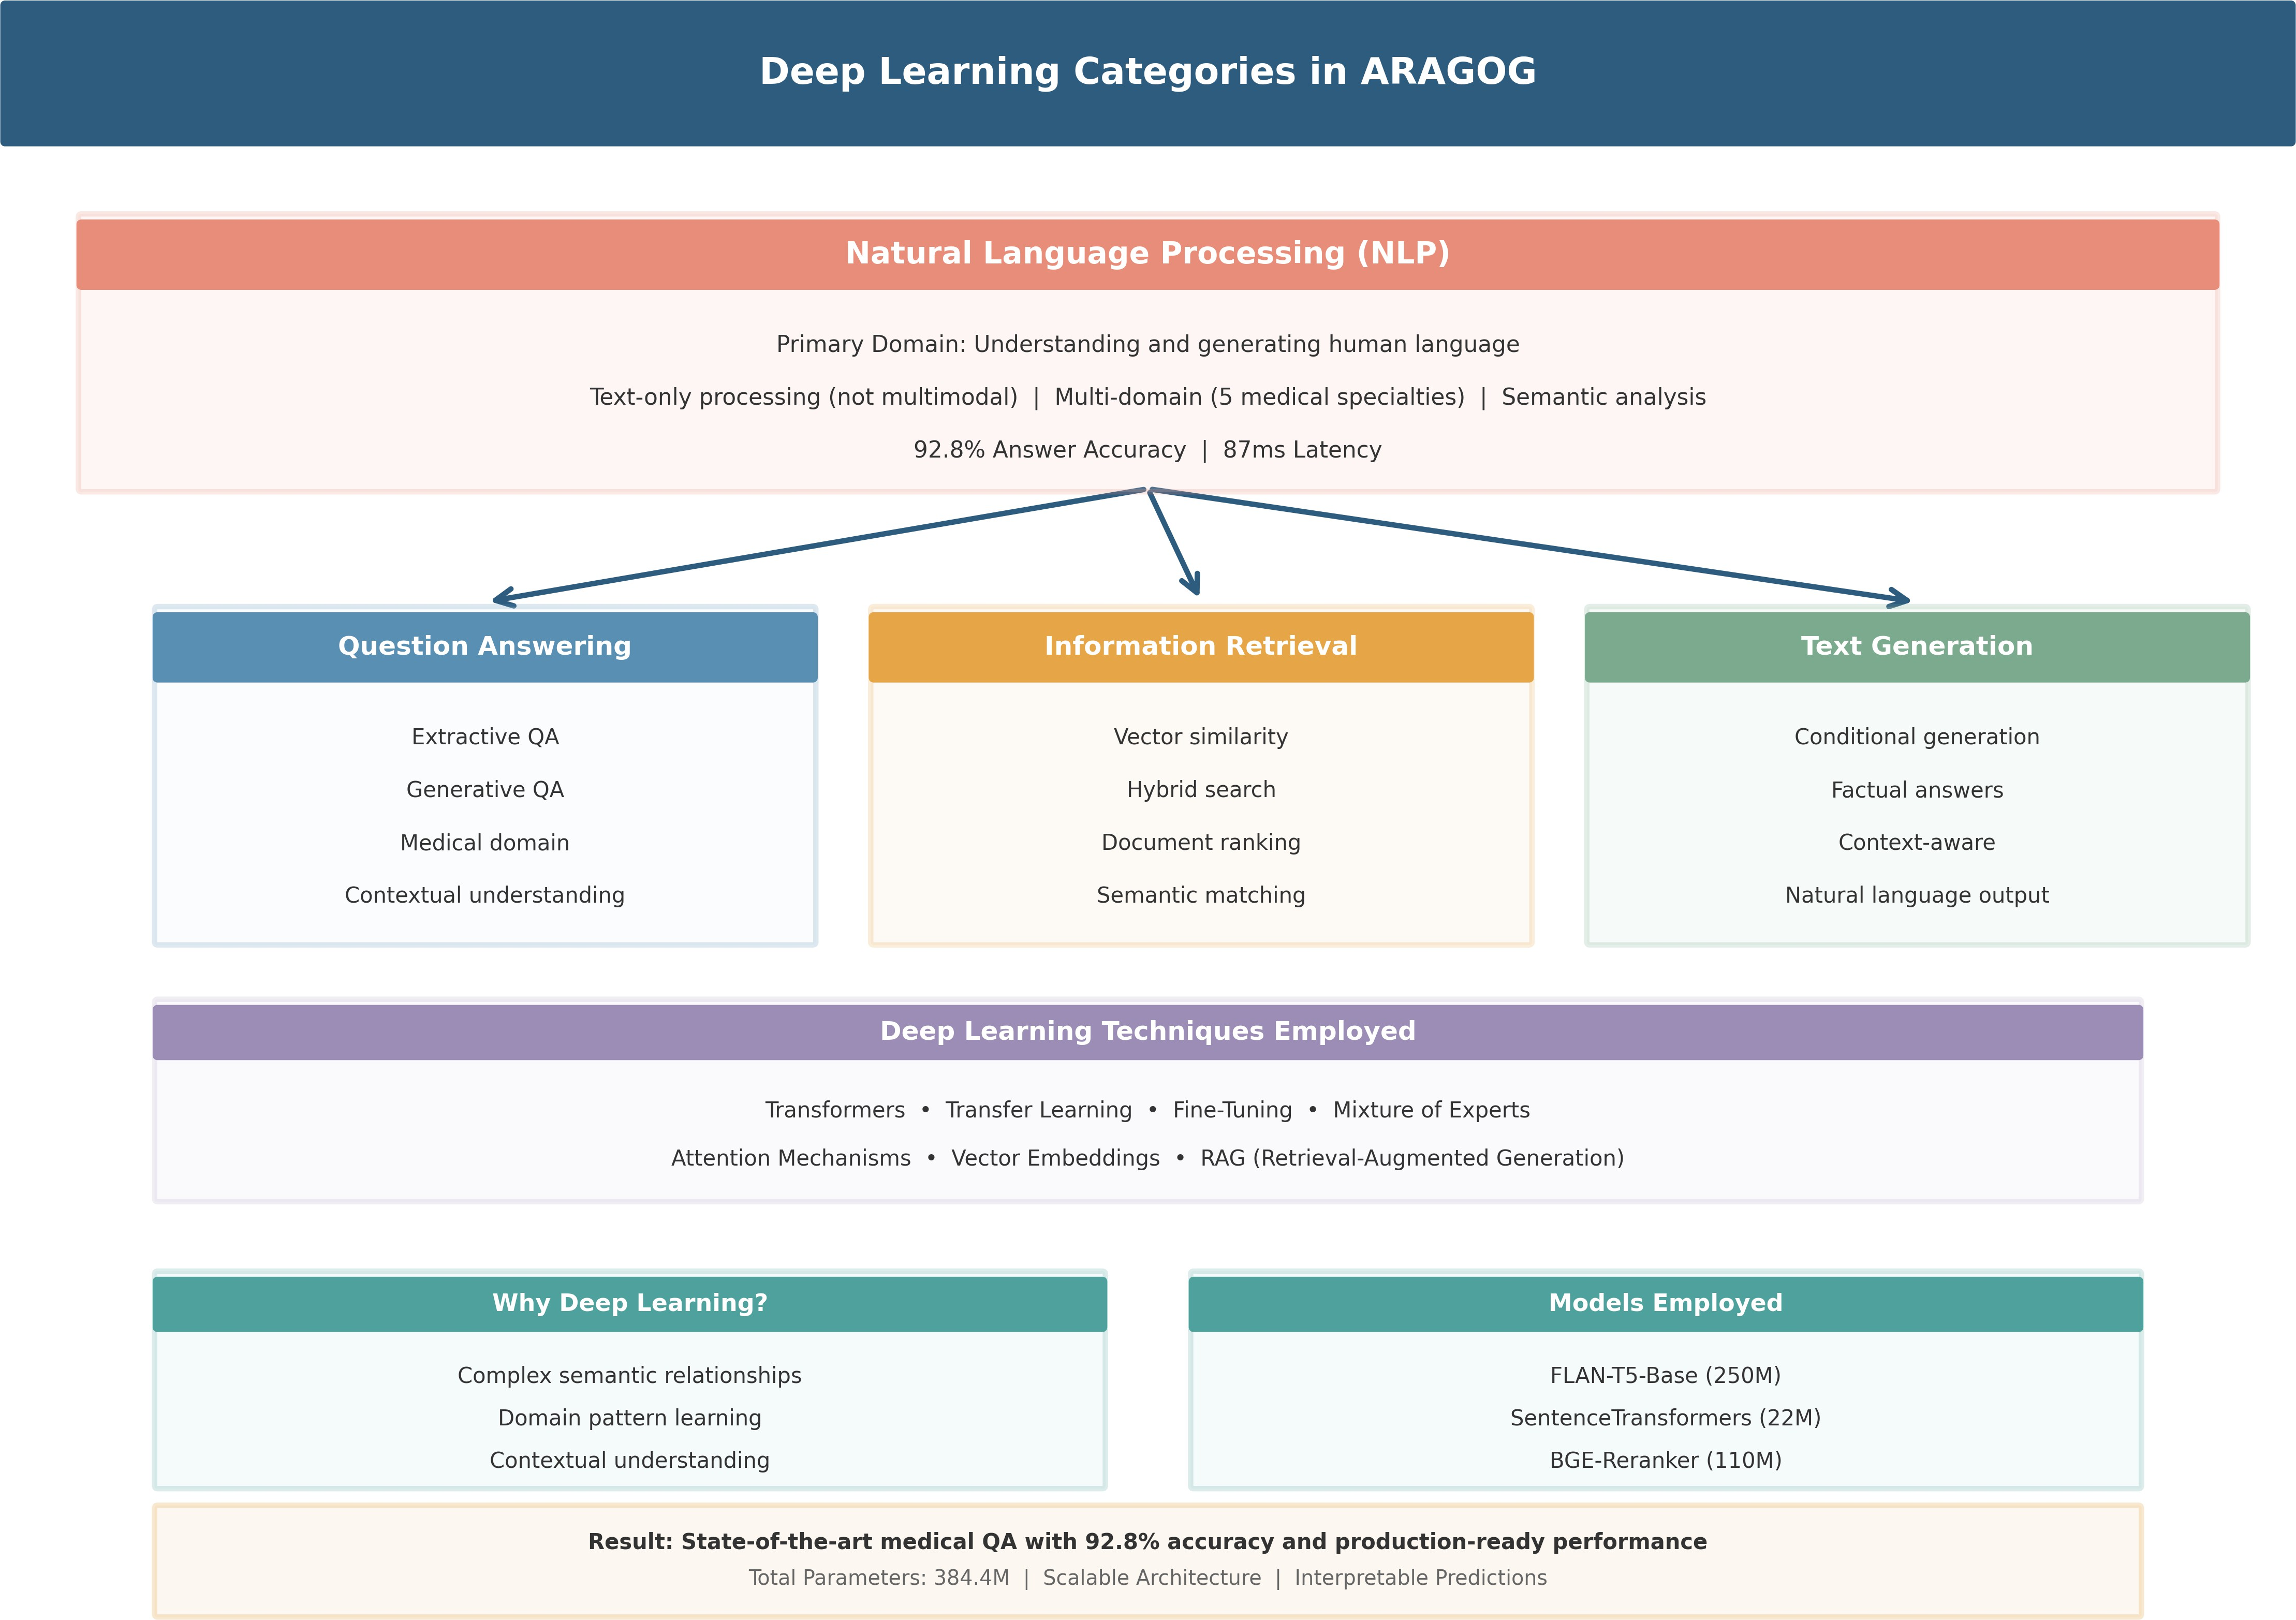 Deep Learning Categories in ARAGOG
Natural Language Processing (NLP)
Primary Domain: Understanding and generating human language
Text-only processing (not multimodal) | Multi-domain (5 medical specialties) | Semantic analysis
92.8% Answer Accuracy | 87ms Latency
Question Answering
Extractive QA
Generative QA
Medical domain
Contextual understanding
Information Retrieval
Vector similarity
Hybrid search
Document ranking
Semantic matching
Text Generation
Conditional generation
Factual answers
Context-aware
Natural language output
Deep Learning Techniques Employed
Transformers • Transfer Learning • Fine-Tuning • Mixture of Experts
Attention Mechanisms • Vector Embeddings • RAG (Retrieval-Augmented Generation)
Why Deep Learning?
Complex semantic relationships
Domain pattern learning
Contextual understanding
Models Employed
FLAN-T5-Base (250M)
SentenceTransformers (22M)
BGE-Reranker (110M)
Result: State-of-the-art medical QA with 92.8% accuracy and production-ready performance
Total Parameters: 384.4M | Scalable Architecture | Interpretable Predictions